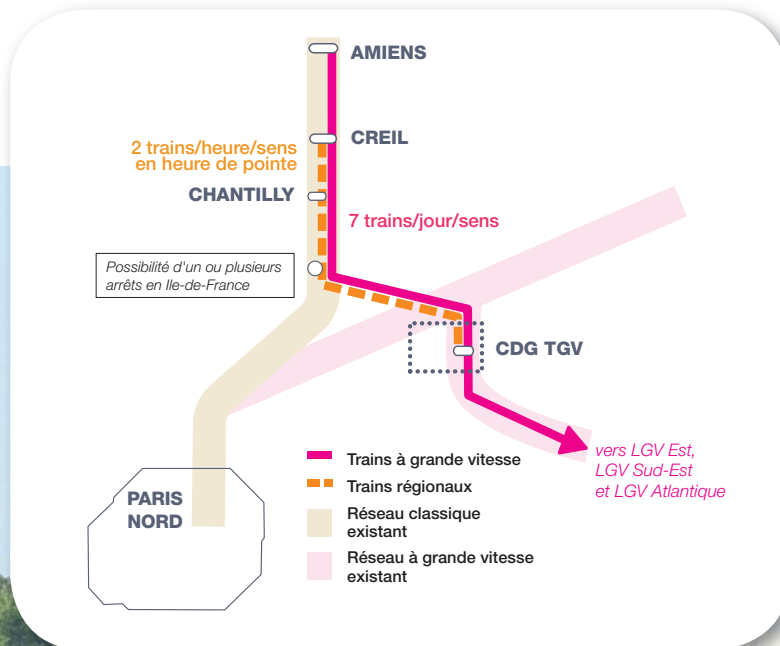 AMIENS
2 trains/heure/sens
en heure de pointe
CREIL
CHANTILLY
7 trains/jour/sens
Possibilité d'un ou plusieurs
arrêts en Ile-de-France
CDG TGV
vers LGV Est,
LGV Sud-Est
et LGV Atlantique
PARIS
NORD
Trains à grande vitesse
Trains régionaux
Réseau classique
existant
Réseau à grande vitesse
existant